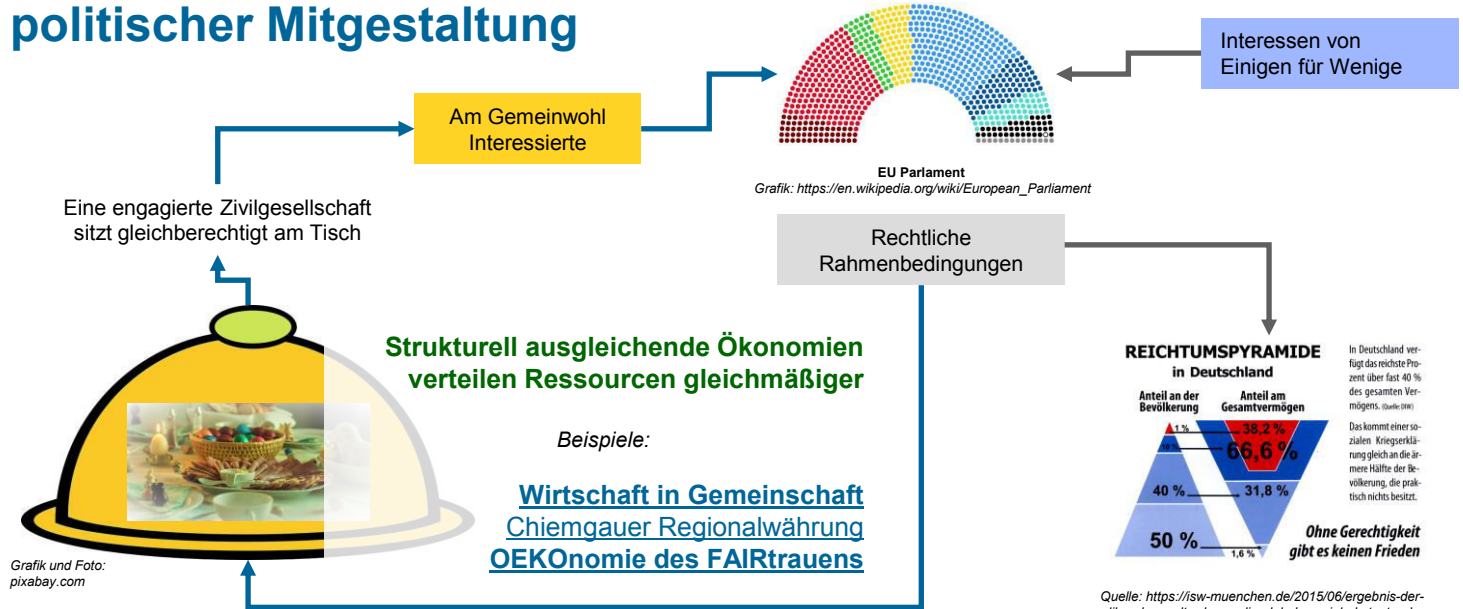 politischer Mitgestaltung
Interessen von
Einigen für Wenige
Am Gemeinwohl
Interessierte
EU Parlament
Grafik: https://en.wikipedia.org/wiki/European_Parliament
Eine engagierte Zivilgesellschaft
sitzt gleichberechtigt am Tisch
Rechtliche
Rahmenbedingungen
Strukturell ausgleichende Ökonomien
verteilen Ressourcen gleichmäßiger
Beispiele:
Wirtschaft in Gemeinschaft
Chiemgauer Regionalwährung
OEKOnomie des FAIRtrauens
Grafik und Foto:
pixabay.com
REICHTUMSPYRAMIDE
in Deutschland
Anteil an der
Bevölkerung
Anteil am
Gesamtvermögen
1 %
38,2 %
10 %
66,6 %
40 %
31,8 %
50 %
1,6 %
In Deutschland ver-
fügt das reichste Pro-
zent über fast 40 %
des gesamten Ver-
mögens. (Quelle: DIW)
Das kommt einer so-
zialen Kriegserklä-
rung gleich an die är-
mere Hälfte der Be-
völkerung, die prak-
tisch nichts besitzt.
Ohne Gerechtigkeit
gibt es keinen Frieden
Quelle: https://isw-muenchen.de/2015/06/ergebnis-der-